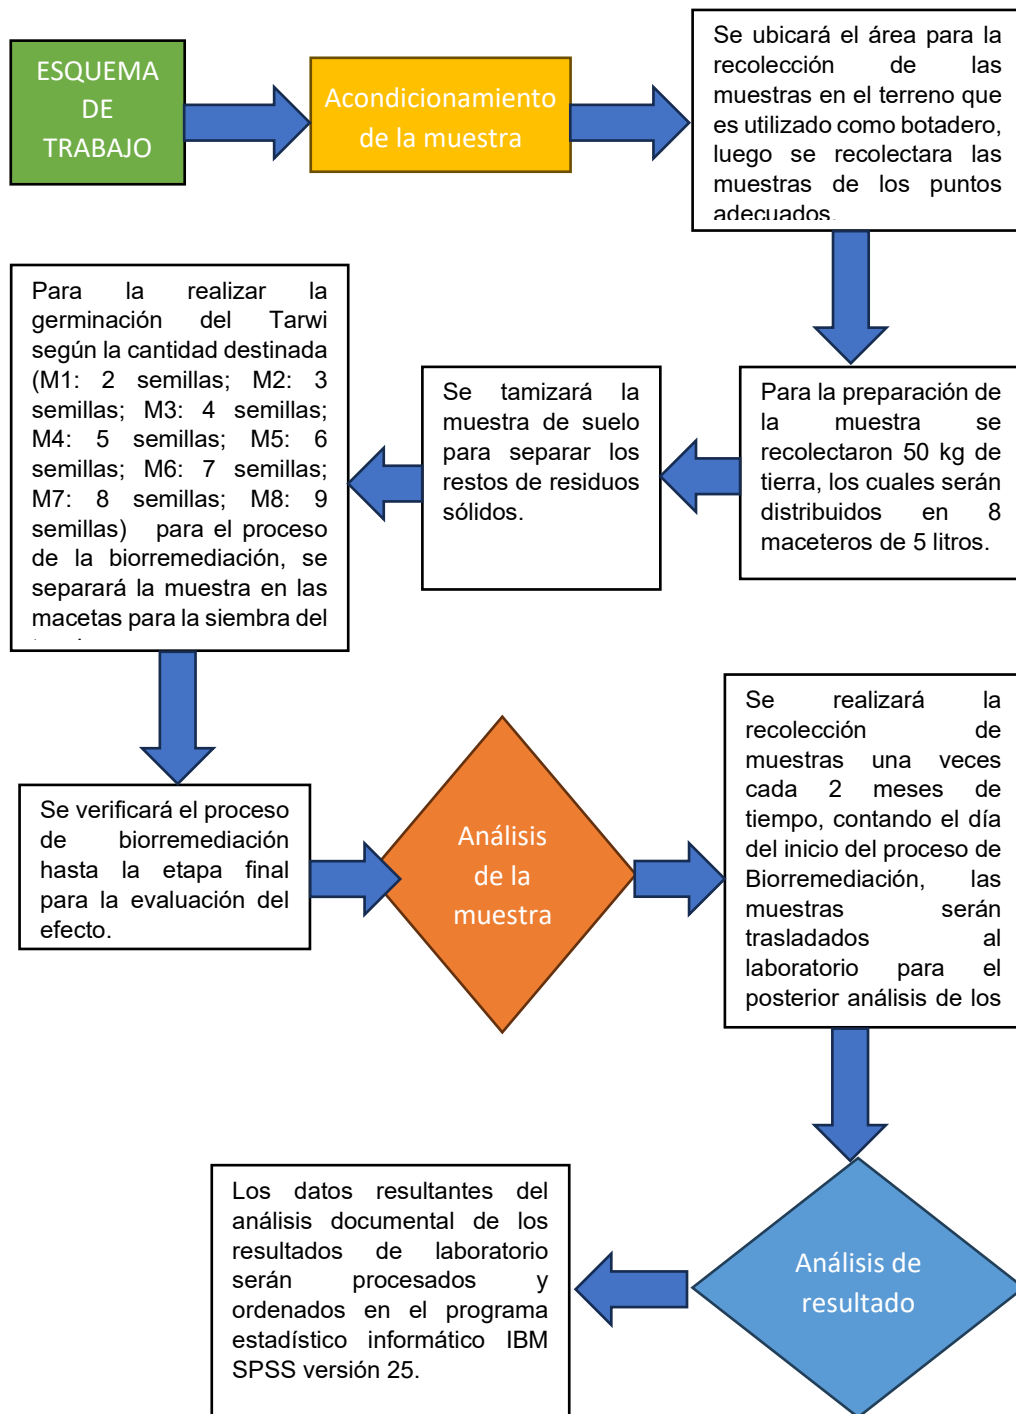 ESQUEMA
DE
TRABAJO
Acondicionamiento
de la muestra
Se ubicará el área para la
recolección de las
muestras en el terreno que
es utilizado como botadero,
luego se recolectara las
muestras de los puntos
adecuados.
Para la preparación de
la muestra se
recolectaron 50 kg de
tierra, los cuales serán
distribuidos en 8
maceteros de 5 litros.
Se tamizará la
muestra de suelo
para separar los
restos de residuos
sólidos.
Para la realizar la
germinación del Tarwi
según la cantidad destinada
(M1: 2 semillas; M2: 3
semillas; M3: 4 semillas;
M4: 5 semillas; M5: 6
semillas; M6: 7 semillas;
M7: 8 semillas; M8: 9
semillas) para el proceso
de la biorremediación, se
separará la muestra en las
macetas para la siembra del
Se verificará el proceso
de biorremediación
hasta la etapa final
para la evaluación del
efecto.
Análisis
de la
muestra
Se realizará la
recolección de
muestras una veces
cada 2 meses de
tiempo, contando el día
del inicio del proceso de
Biorremediación, las
muestras serán
trasladados al
laboratorio para el
posterior análisis de los
Análisis de
resultado
Los datos resultantes del
análisis documental de los
resultados de laboratorio
serán procesados y
ordenados en el programa
estadístico informático IBM
SPSS versión 25.